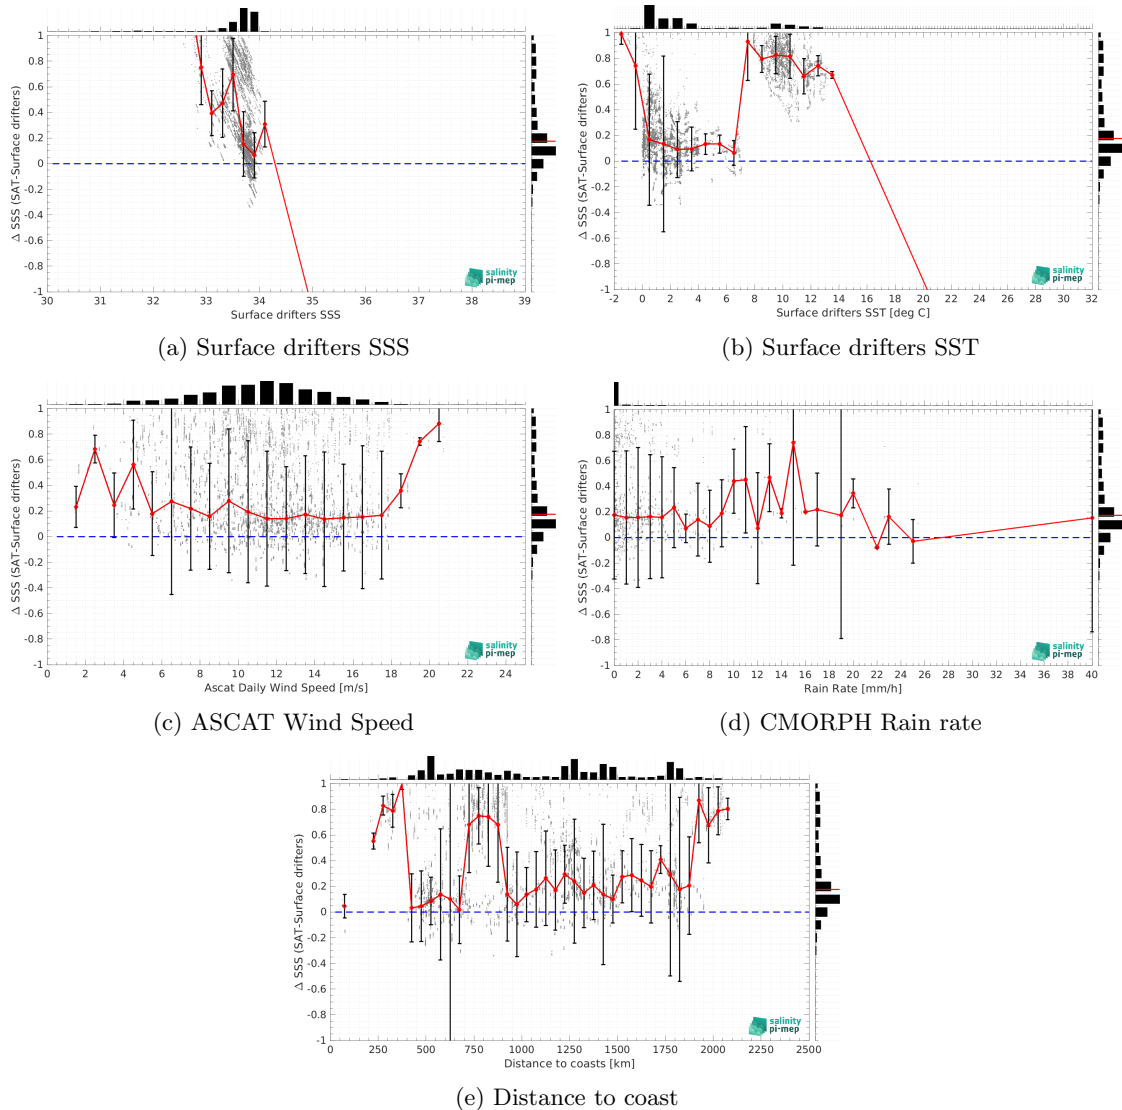 1
0.8
0.6
0.4
0.2
0
-0.2
-0.4
-0.6
-0.8
-1
Δ SSS (SAT-Surface drifters)
30 31 32 33 34 35 36 37 38 39
Surface drifters SSS
salinity
pi-mep
(a) Surface drifters SSS
1
0.8
0.6
0.4
0.2
0
-0.2
-0.4
-0.6
-0.8
-1
Δ SSS (SAT-Surface drifters)
-2 0 2 4 6 8 10 12 14 16 18 20 22 24 26 28 30 32
Surface drifters SST [deg C]
salinity
pi-mep
(b) Surface drifters SST
1
0.8
0.6
0.4
0.2
0
-0.2
-0.4
-0.6
-0.8
-1
Δ SSS (SAT-Surface drifters)
0 2 4 6 8 10 12 14 16 18 20 22 24
Ascat Daily Wind Speed [m/s]
salinity
pi-mep
(c) ASCAT Wind Speed
1
0.8
0.6
0.4
0.2
0
-0.2
-0.4
-0.6
-0.8
-1
Δ SSS (SAT-Surface drifters)
0 2 4 6 8 10 12 14 16 18 20 22 24 26 28 30 32 34 36 38 40
Rain Rate [mm/h]
salinity
pi-mep
(d) CMORPH Rain rate
1
0.8
0.6
0.4
0.2
0
-0.2
-0.4
-0.6
-0.8
-1
Δ SSS (SAT-Surface drifters)
0 250 500 750 1000 1250 1500 1750 2000 2250 2500
Distance to coasts [km]
salinity
pi-mep
(e) Distance to coast